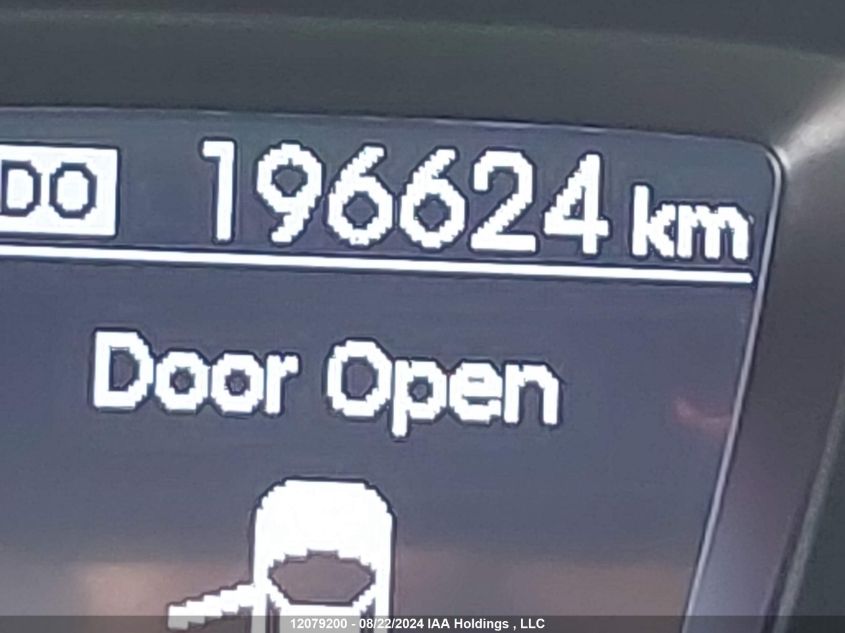 DO 196624 km
Door Open
12079200 - 08/22/2024 IAA Holdings , LLC